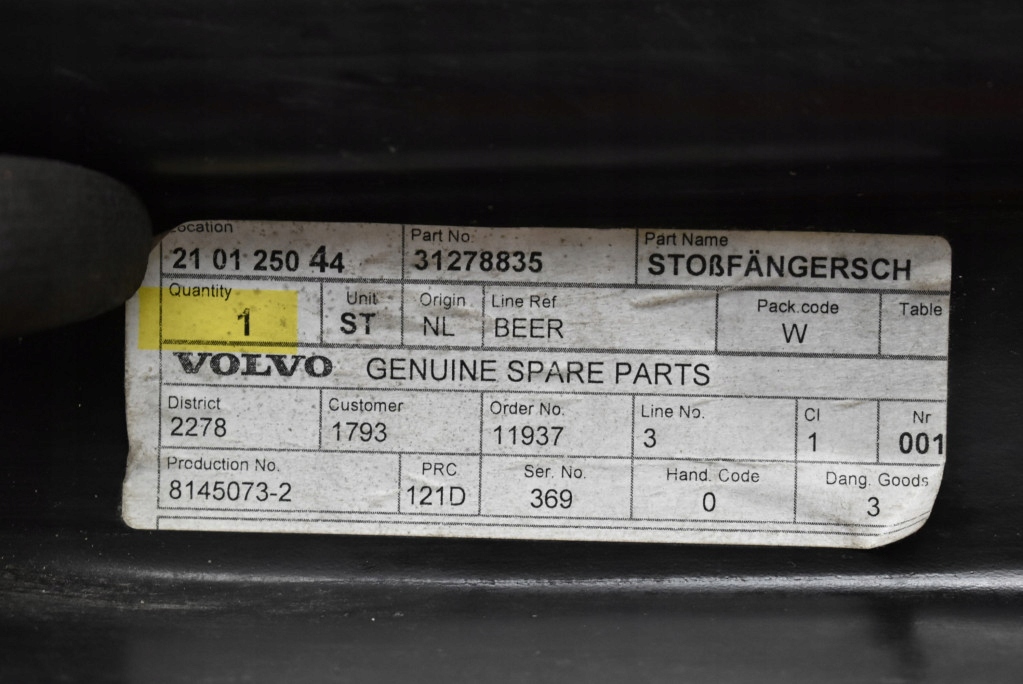 ocation Part No. Part Name
21 01 250 44 31278835 STOßFÄNGERSCH
Quantity Unit Origin Line Ref Pack.code Table
1 ST NL BEER W
VOLVO GENUINE SPARE PARTS
District Customer Order No. Line No. CI Nr
2278 1793 11937 3 1 001
Production No. PRC Ser. No. Hand. Code Dang. Goods
8145073-2 121D 369 0 3